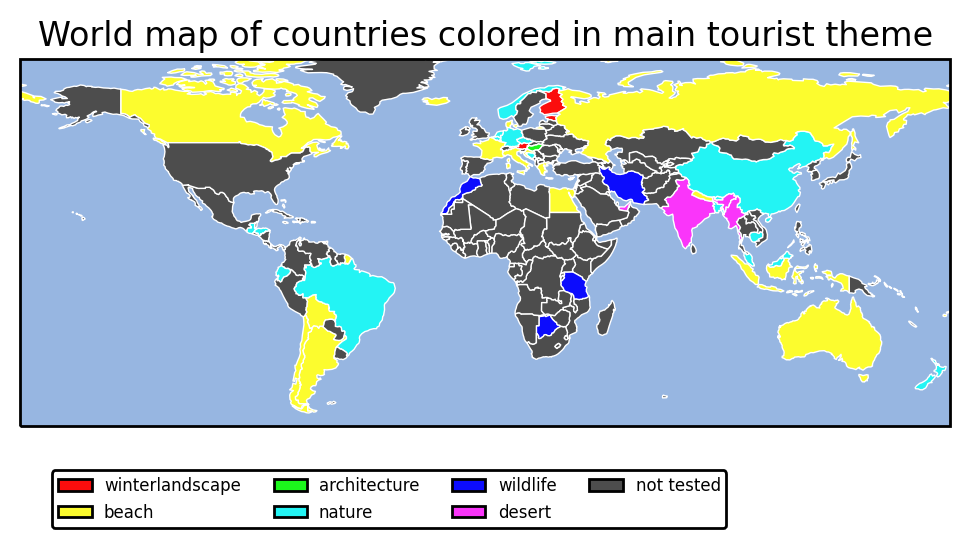 World map of countries colored in main tourist theme
winterlandscape architecture wildlife not tested
beach nature desert